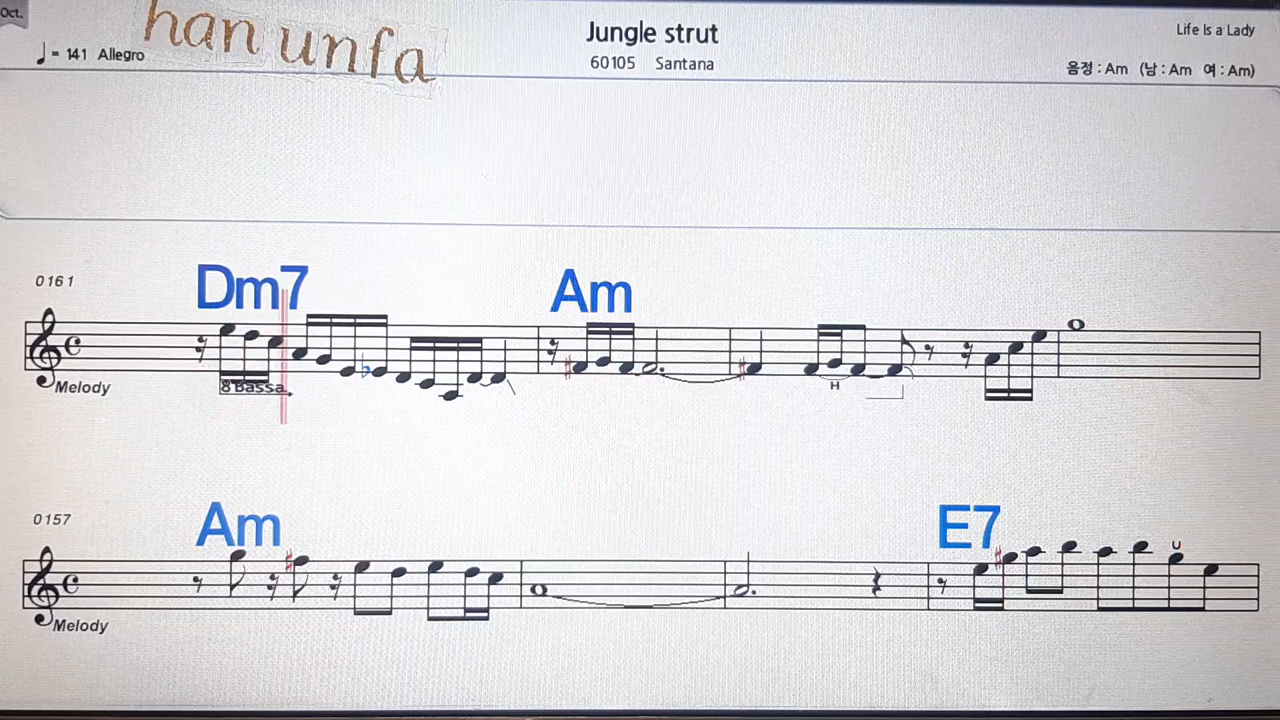 Oct.
han unfa
♩ = 141 Allegro
Jungle strut
60105 Santana
Life Is a Lady
음정 : Am (남 : Am 여 : Am)
0161
Dm7
Am
Melody
8 Bassa
H
0157
Am
E7
U
Melody